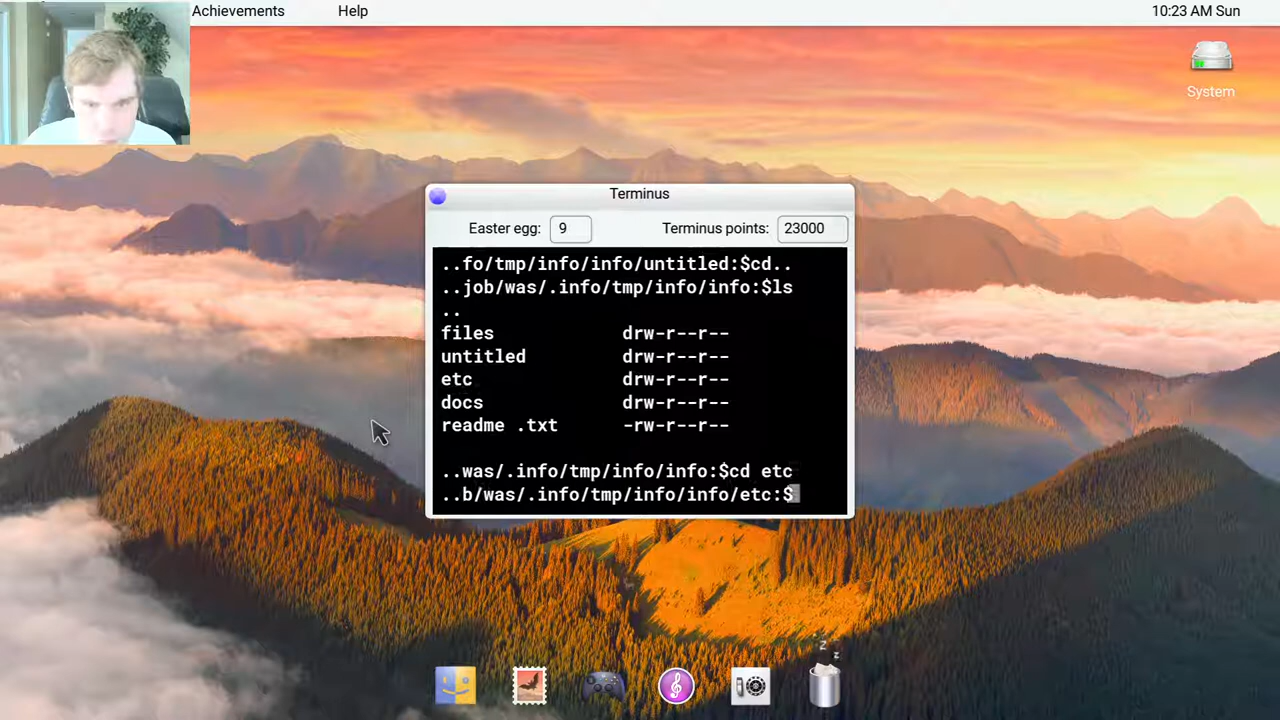 Achievements Help 10:23 AM Sun
System
Terminus
Easter egg: 9 Terminus points: 23000
..fo/tmp/info/info/untitled:$cd..
..job/was/.info/tmp/info/info:$ls
..
files drw-r--r--
untitled drw-r--r--
etc drw-r--r--
docs drw-r--r--
readme .txt -rw-r--r--
..was/.info/tmp/info/info:$cd etc
..b/was/.info/tmp/info/info/etc:$
z
z